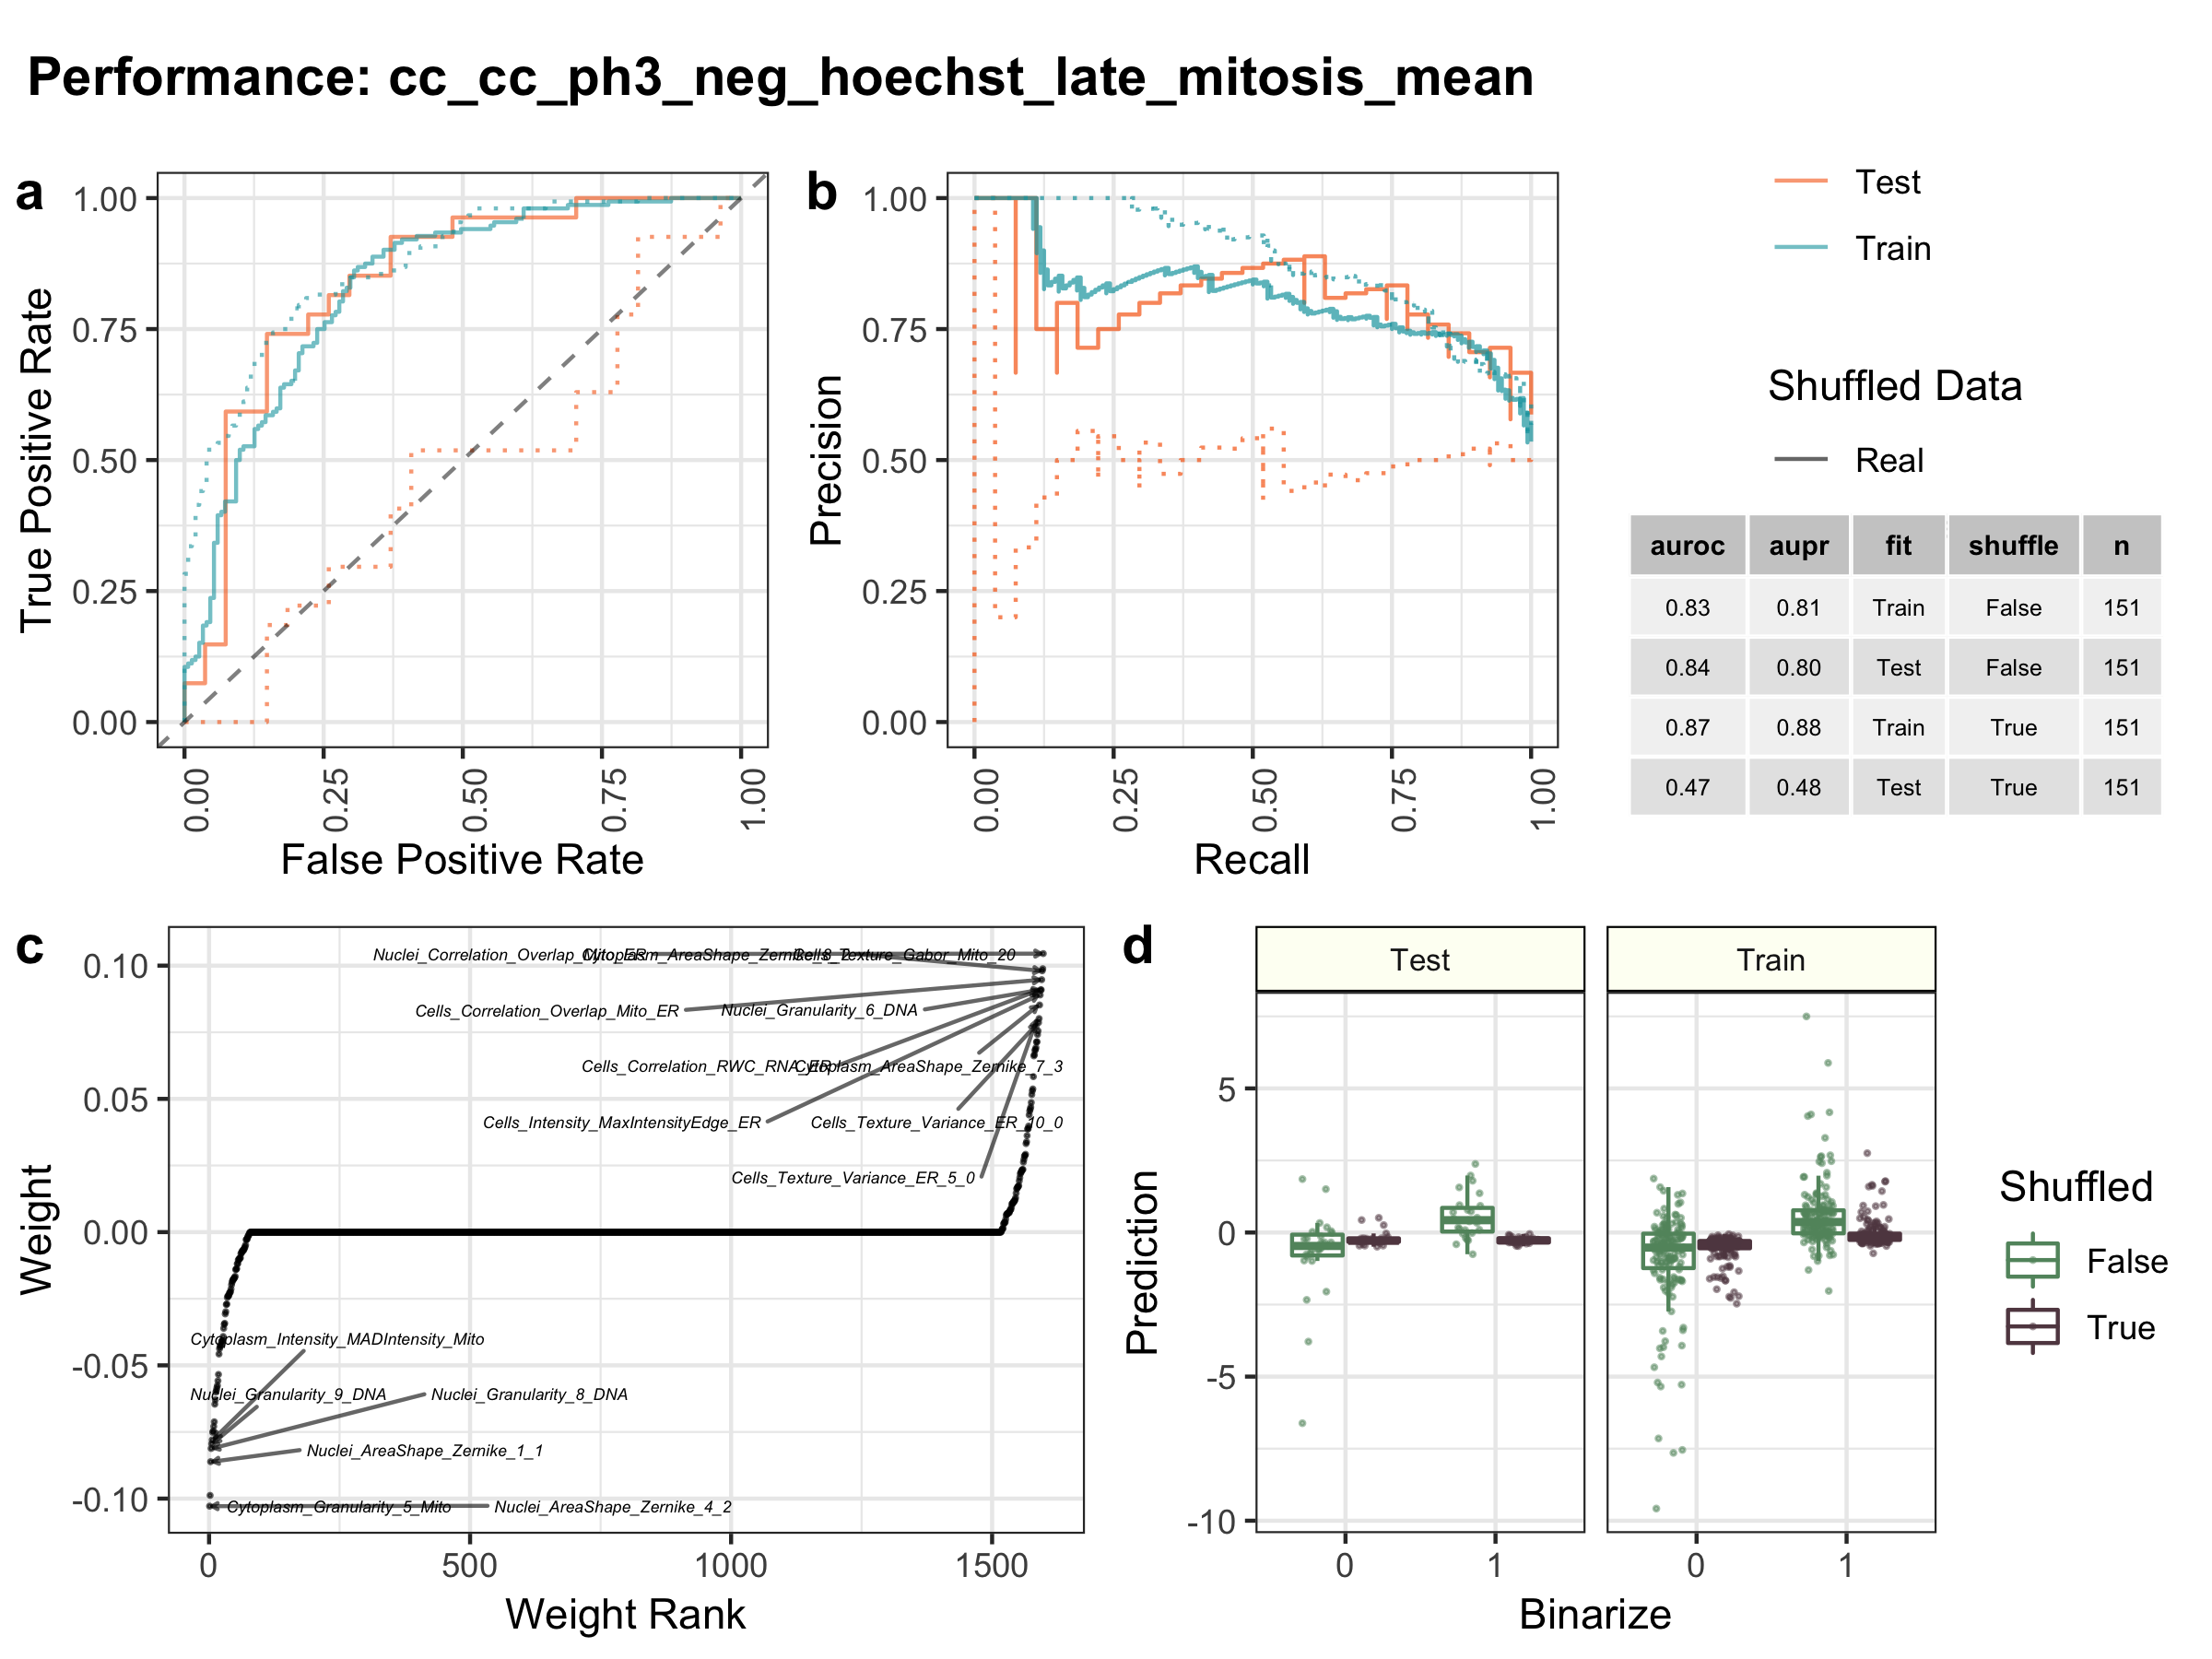 Performance: cc_cc_ph3_neg_hoechst_late_mitosis_mean
a
True Positive Rate
1.00
0.75
0.50
0.25
0.00
0.00
0.25
0.50
0.75
1.00
False Positive Rate
b
Precision
1.00
0.75
0.50
0.25
0.00
0.00
0.25
0.50
0.75
1.00
Recall
Test
Train
Shuffled Data
Real
auroc aupr fit shuffle n
0.83 0.81 Train False 151
0.84 0.80 Test False 151
0.87 0.88 Train True 151
0.47 0.48 Test True 151
c
Weight
0.10
0.05
0.00
-0.05
-0.10
Nuclei_Correlation_Overlap_Mito_ER
Cytoplasm_AreaShape_Zernike_8_2
Cells_Texture_Gabor_Mito_20
Cells_Correlation_Overlap_Mito_ER
Nuclei_Granularity_6_DNA
Cells_Correlation_RWC_RNA_ER
Cytoplasm_AreaShape_Zernike_7_3
Cells_Intensity_MaxIntensityEdge_ER
Cells_Texture_Variance_ER_10_0
Cells_Texture_Variance_ER_5_0
Cytoplasm_Intensity_MADIntensity_Mito
Nuclei_Granularity_9_DNA
Nuclei_Granularity_8_DNA
Nuclei_AreaShape_Zernike_1_1
Cytoplasm_Granularity_5_Mito
Nuclei_AreaShape_Zernike_4_2
0
500
1000
1500
Weight Rank
d
Test
Train
Prediction
5
0
-5
-10
0
1
0
1
Binarize
Shuffled
False
True